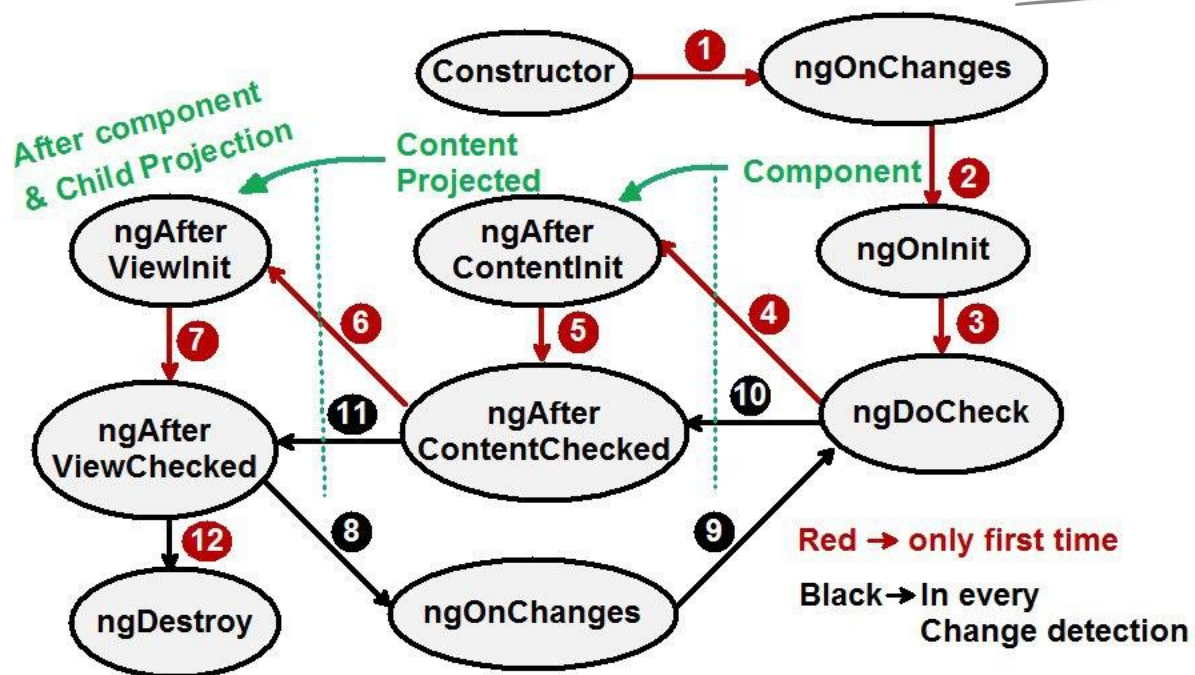 Constructor
1
ngOnChanges
2
ngOnInit
3
ngDoCheck
Component
4
ngAfter
ContentInit
5
ngAfter
ContentChecked
Content
Projected
6
After component
& Child Projection
ngAfter
ViewInit
7
ngAfter
ViewChecked
8
ngOnChanges
9
10
11
12
ngDestroy
Red → only first time
Black → In every
Change detection